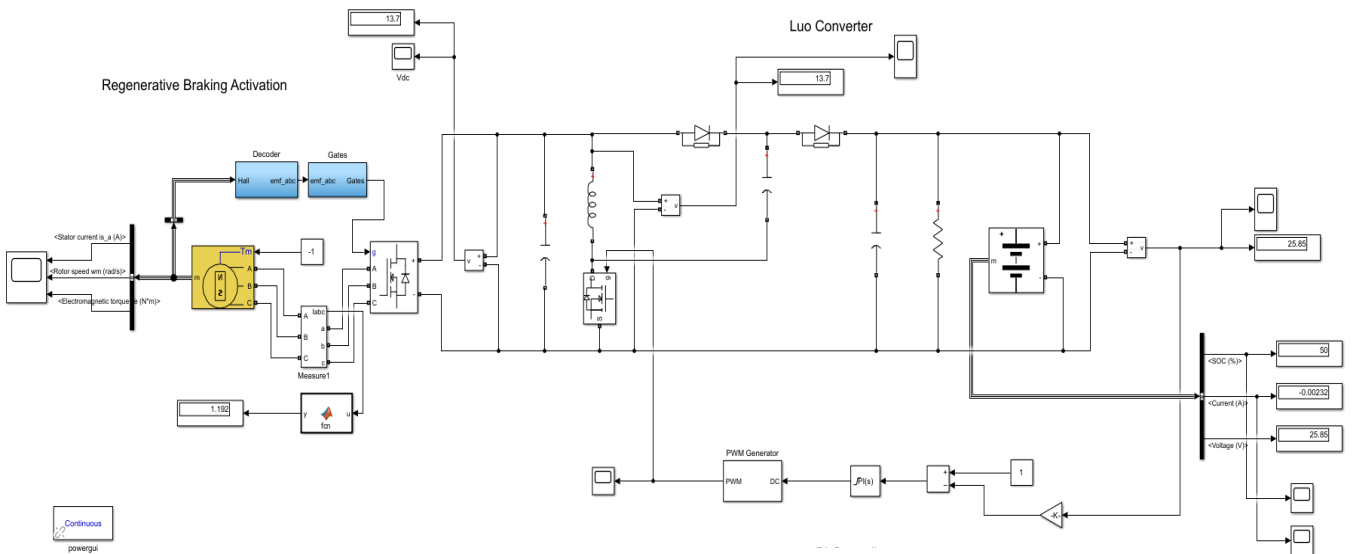 13.7
Luo Converter
Vdc
13.7
Regenerative Braking Activation
Decoder
Gates
Hall
emf_abc
emf_abc
Gates
<Stator current is_a (A)>
<Rotor speed wm (rad/s)>
<Electromagnetic torque Te (N*m)>
m
Tm
N
S
A
B
C
-1
g
A
B
C
+
-
Iabc
A
a
B
b
C
c
Measure1
1.192
y
u
fcn
+
-
v
+
-
v
g
D
S
+
m
+
-
+
-
v
25.85
<SOC (%)>
50
<Current (A)>
-0.00232
<Voltage (V)>
25.85
PWM Generator
PWM
DC
PI(s)
+
−
1
-K-
Continuous
powergui